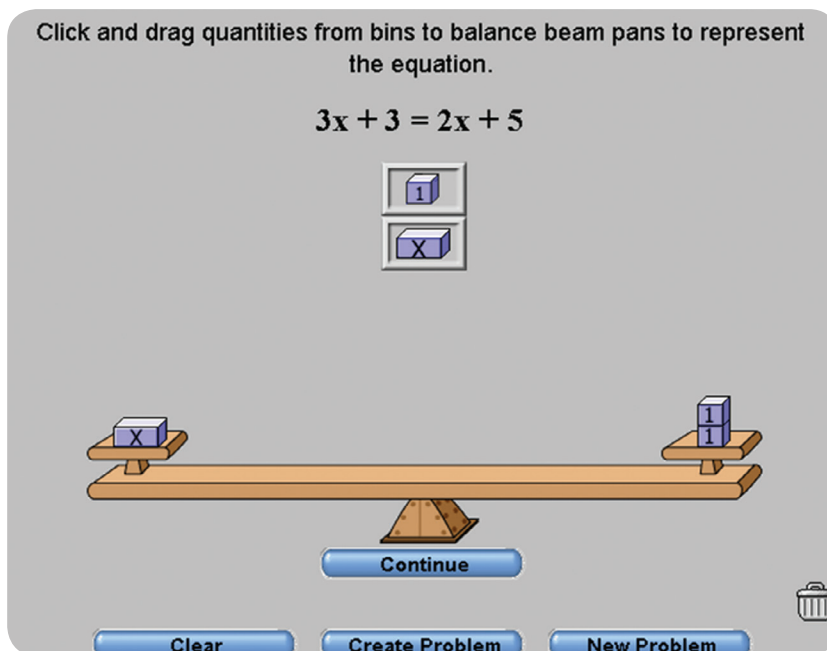 Click and drag quantities from bins to balance beam pans to represent
the equation.
3x + 3 = 2x + 5
1
X
X
1
1
Continue
Clear
Create Problem
New Problem